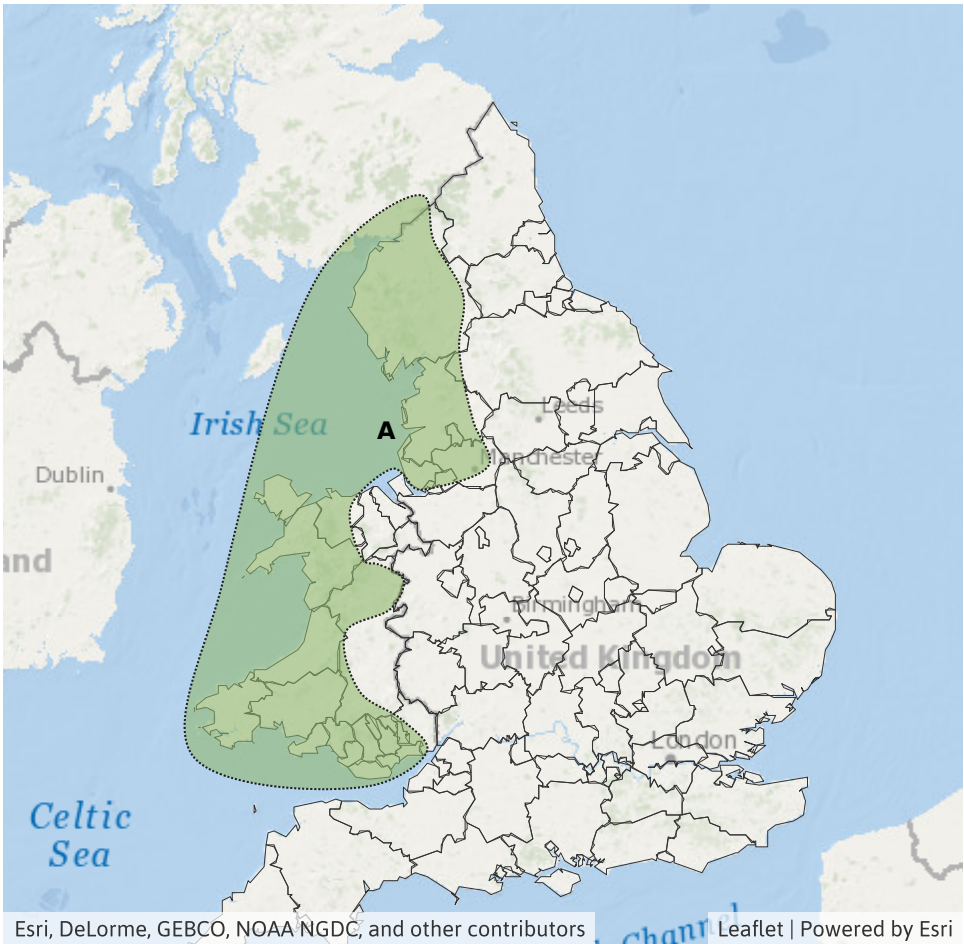 Leeds
Irish Sea
A
Manchester
Dublin
and
Birmingham
United Kingdom
London
Celtic
Sea
Channel
Esri, DeLorme, GEBCO, NOAA NGDC, and other contributors
Leaflet | Powered by Esri